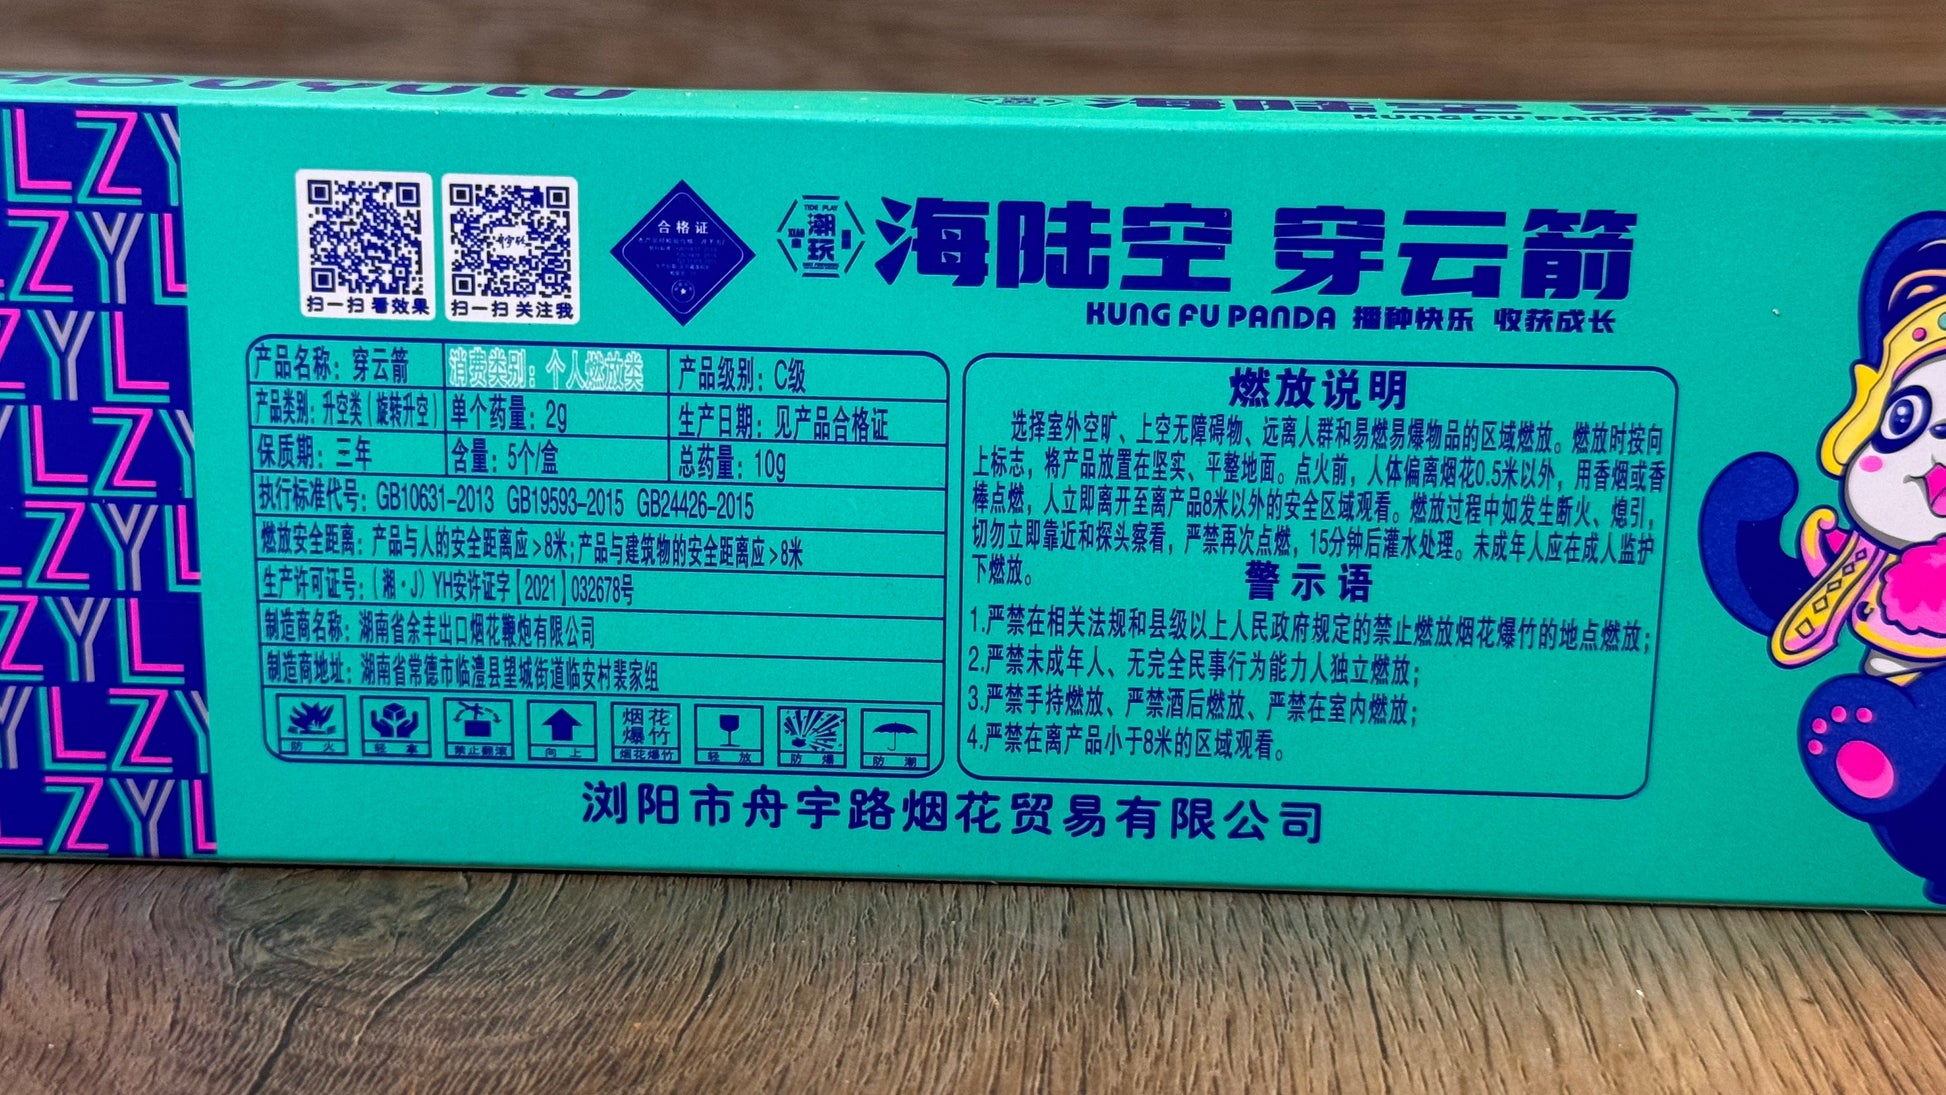 海陆空 穿云箭
KUNG FU PANDA
LZY
ZYL
扫一扫 看效果
扫一扫 关注我
合格证
TIDE PLAY
潮玩
海陆空 穿云箭
KUNG FU PANDA 播种快乐 收获成长
产品名称：穿云箭 消费类别：个人燃放类 产品级别：C级
产品类别：升空类（旋转升空） 单个药量：2g 生产日期：见产品合格证
保质期：三年 含量：5个/盒 总药量：10g
执行标准代号：GB10631-2013 GB19593-2015 GB24426-2015
燃放安全距离：产品与人的安全距离应>8米;产品与建筑物的安全距离应>8米
生产许可证号：（湘·J）YH安许证字【2021】032678号
制造商名称：湖南省余丰出口烟花鞭炮有限公司
制造商地址：湖南省常德市临澧县望城街道临安村裴家组
烟花
爆竹
防火 轻拿 禁止翻滚 向上 烟花爆竹 轻放 防爆 防潮
燃放说明
选择室外空旷、上空无障碍物、远离人群和易燃易爆物品的区域燃放。燃放时按向
上标志，将产品放置在坚实、平整地面。点火前，人体偏离烟花0.5米以外，用香烟或香
棒点燃，人立即离开至离产品8米以外的安全区域观看。燃放过程中如发生断火、熄引，
切勿立即靠近和探头察看，严禁再次点燃，15分钟后灌水处理。未成年人应在成人监护
下燃放。
警示语
1.严禁在相关法规和县级以上人民政府规定的禁止燃放烟花爆竹的地点燃放；
2.严禁未成年人、无完全民事行为能力人独立燃放；
3.严禁手持燃放、严禁酒后燃放、严禁在室内燃放；
4.严禁在离产品小于8米的区域观看。
浏阳市舟宇路烟花贸易有限公司